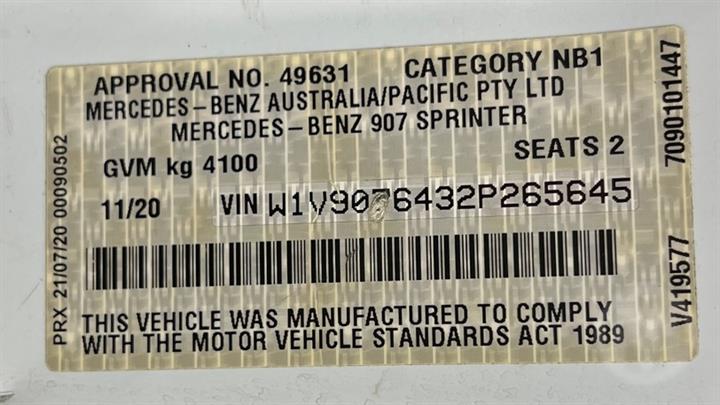 APPROVAL NO. 49631 CATEGORY NB1
MERCEDES-BENZ AUSTRALIA/PACIFIC PTY LTD
MERCEDES-BENZ 907 SPRINTER
GVM kg 4100 SEATS 2
11/20 VIN W1V9076432P265645
THIS VEHICLE WAS MANUFACTURED TO COMPLY
WITH THE MOTOR VEHICLE STANDARDS ACT 1989
PRX 21/07/20 00090502
7090101447
V419577